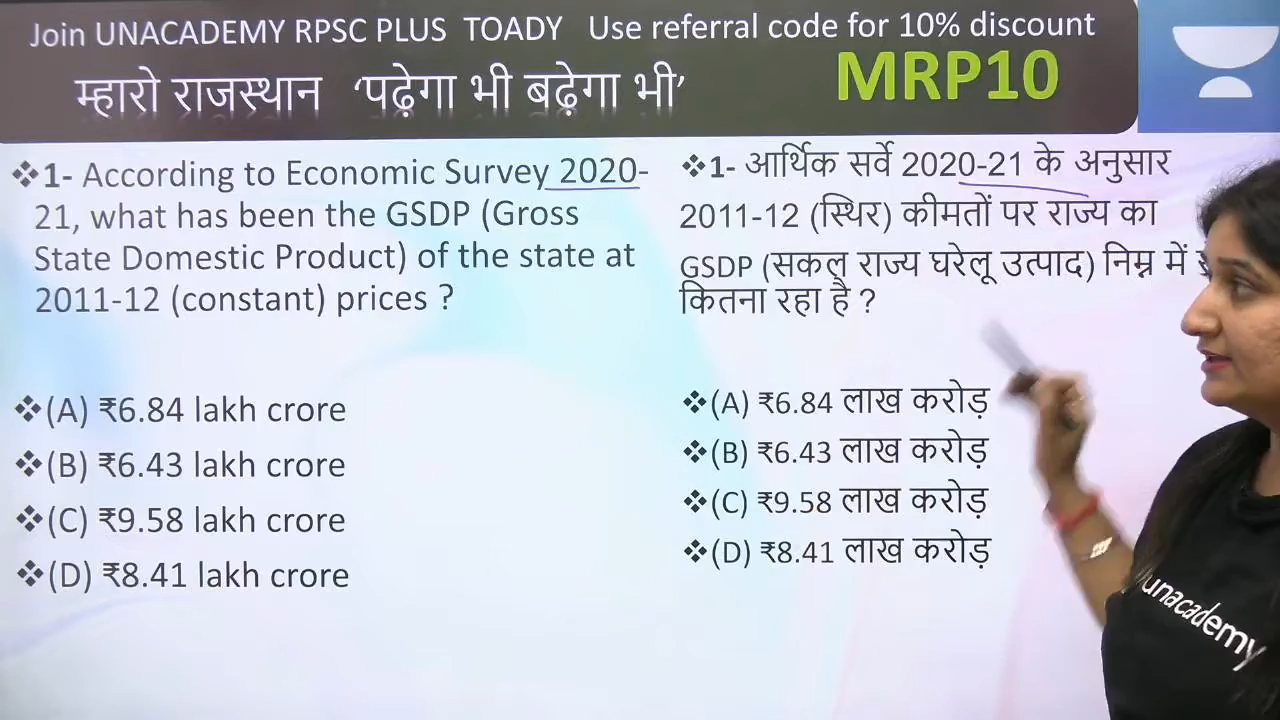 Join UNACADEMY RPSC PLUS TOADY Use referral code for 10% discount
म्हारो राजस्थान ‘पढ़ेगा भी बढ़ेगा भी’
MRP10
❖1- According to Economic Survey 2020-
21, what has been the GSDP (Gross
State Domestic Product) of the state at
2011-12 (constant) prices ?
❖(A) ₹6.84 lakh crore
❖(B) ₹6.43 lakh crore
❖(C) ₹9.58 lakh crore
❖(D) ₹8.41 lakh crore
❖1- आर्थिक सर्वे 2020-21 के अनुसार
2011-12 (स्थिर) कीमतों पर राज्य का
GSDP (सकल राज्य घरेलू उत्पाद) निम्न में
कितना रहा है ?
❖(A) ₹6.84 लाख करोड़
❖(B) ₹6.43 लाख करोड़
❖(C) ₹9.58 लाख करोड़
❖(D) ₹8.41 लाख करोड़
unacademy